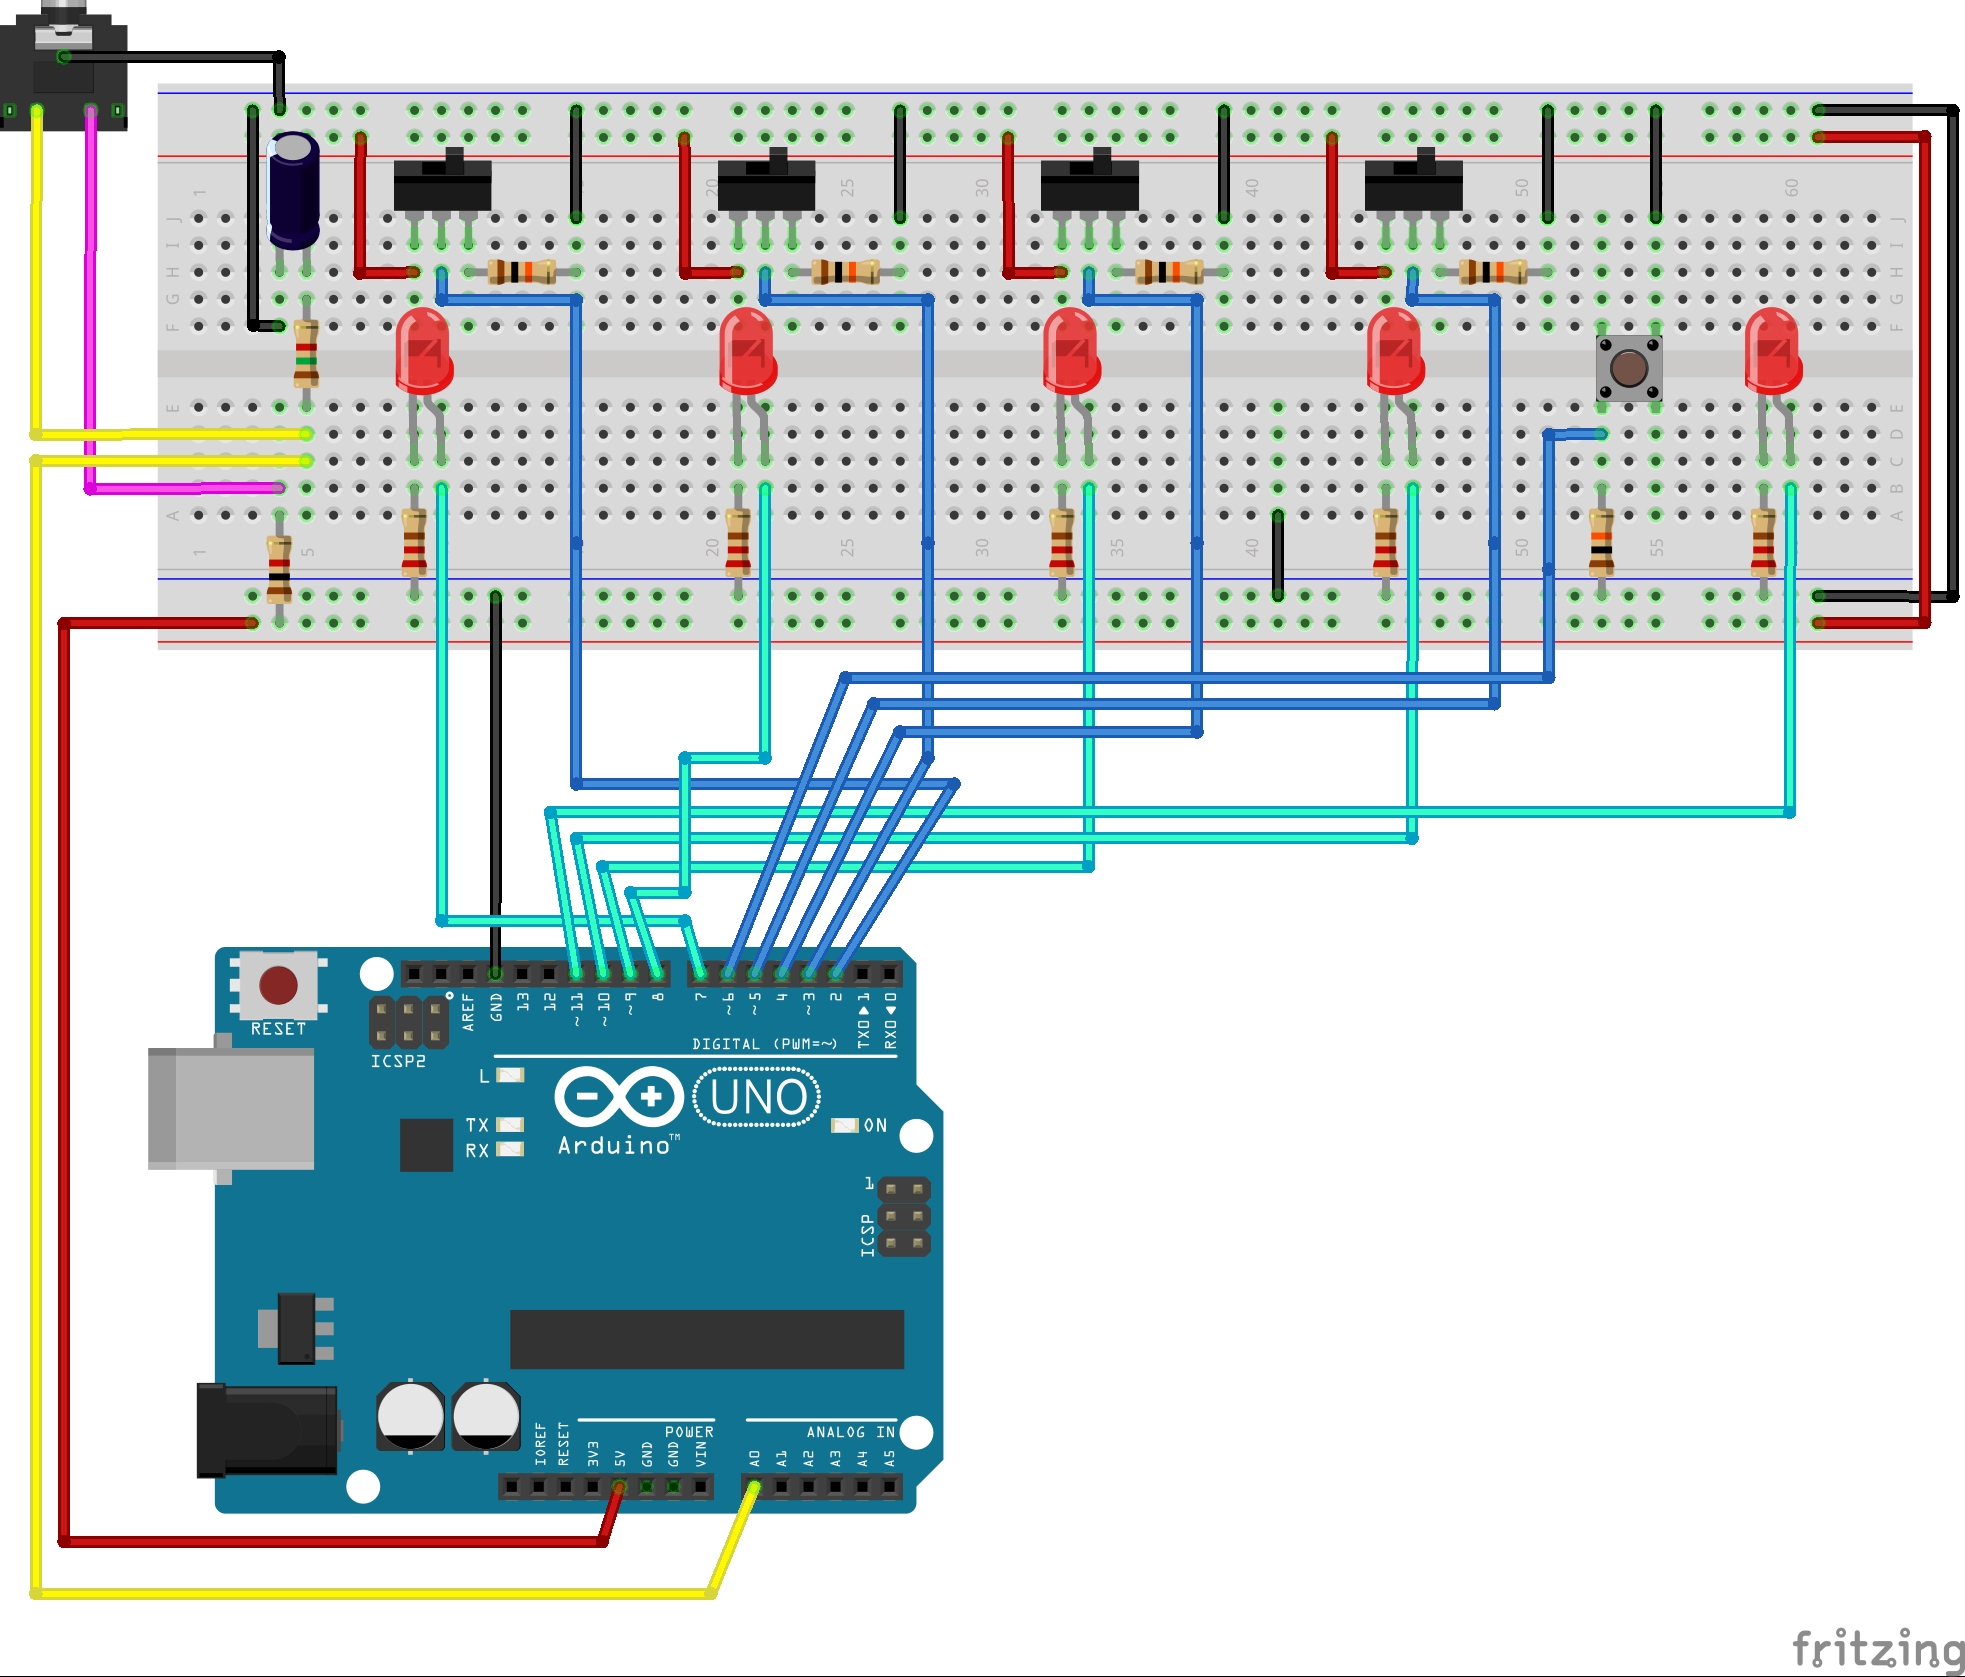 1
20
25
30
40
50
60
J
J
I
I
H
H
G
G
F
F
E
E
D
D
C
C
B
B
A
A
1
5
20
25
30
35
40
50
55
RESET
ICSP2
AREF
GND
13
12
~11
~10
~9
8
7
~6
~5
4
~3
2
TX0▶1
RX0◀0
DIGITAL (PWM=~)
L
TX
RX
UNO
Arduino™
ON
1
ICSP
IOREF
RESET
3V3
5V
GND
GND
VIN
POWER
A0
A1
A2
A3
A4
A5
ANALOG IN
fritzing